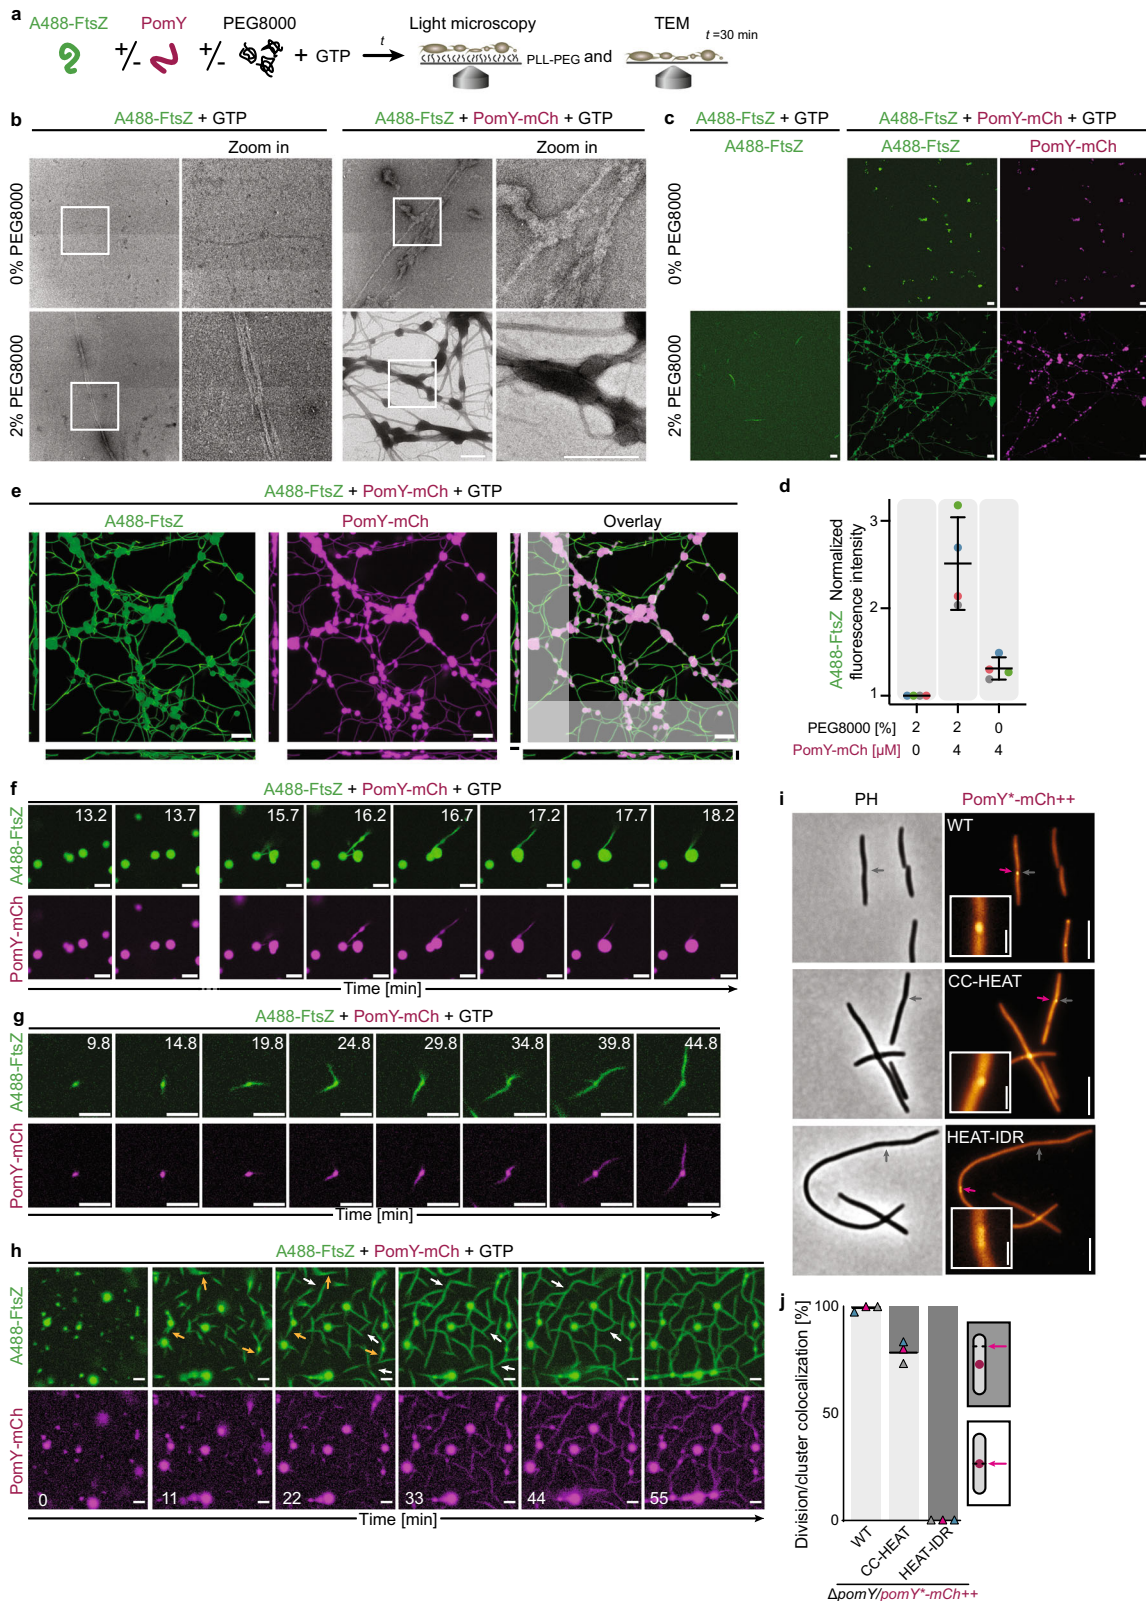 a
A488-FtsZ PomY PEG8000 Light microscopy TEM
+/- +/- + GTP t PLL-PEG and t =30 min
b
A488-FtsZ + GTP A488-FtsZ + PomY-mCh + GTP
Zoom in Zoom in
0% PEG8000
2% PEG8000
c
A488-FtsZ + GTP A488-FtsZ + PomY-mCh + GTP
A488-FtsZ A488-FtsZ PomY-mCh
0% PEG8000
2% PEG8000
e
A488-FtsZ + PomY-mCh + GTP
A488-FtsZ PomY-mCh Overlay
d
A488-FtsZ Normalized
fluorescence intensity
3
2
1
PEG8000 [%] 2 2 0
PomY-mCh [µM] 0 4 4
f
A488-FtsZ + PomY-mCh + GTP
A488-FtsZ
13.2 13.7 15.7 16.2 16.7 17.2 17.7 18.2
PomY-mCh
Time [min]
g
A488-FtsZ + PomY-mCh + GTP
A488-FtsZ
9.8 14.8 19.8 24.8 29.8 34.8 39.8 44.8
PomY-mCh
Time [min]
h
A488-FtsZ + PomY-mCh + GTP
A488-FtsZ
PomY-mCh
0 11 22 33 44 55
Time [min]
i
PH PomY*-mCh++
WT
CC-HEAT
HEAT-IDR
j
Division/cluster colocalization [%]
100
50
0
WT CC-HEAT HEAT-IDR
ΔpomY/pomY*-mCh++